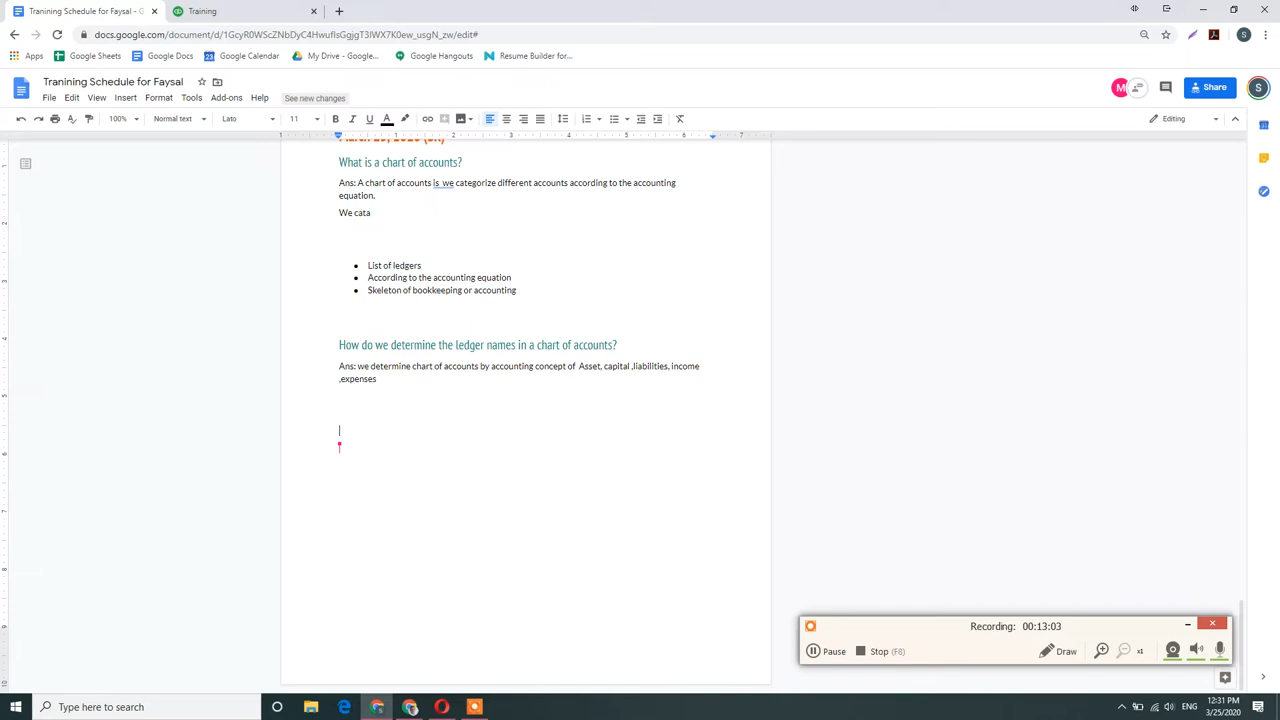 Tranining Schedule for Faysal - G
Training
docs.google.com/document/d/1GcyR0WScZNbDyC4HwuflsGgjgT3lWX7K0ew_usgN_zw/edit#
S
Apps
Google Sheets
Google Docs
Google Calendar
My Drive - Google...
Google Hangouts
Resume Builder for...
Tranining Schedule for Faysal
M
Share
S
File Edit View Insert Format Tools Add-ons Help
See new changes
100%
Normal text
Lato
11
B I U A
Editing
What is a chart of accounts?
Ans: A chart of accounts is we categorize different accounts according to the accounting
equation.
We cata
• List of ledgers
• According to the accounting equation
• Skeleton of bookkeeping or accounting
How do we determine the ledger names in a chart of accounts?
Ans: we determine chart of accounts by accounting concept of Asset, capital ,liabilities, income
,expenses
Recording: 00:13:03
Pause
Stop (F8)
Draw
x1
Type here to search
ENG
12:31 PM
3/25/2020